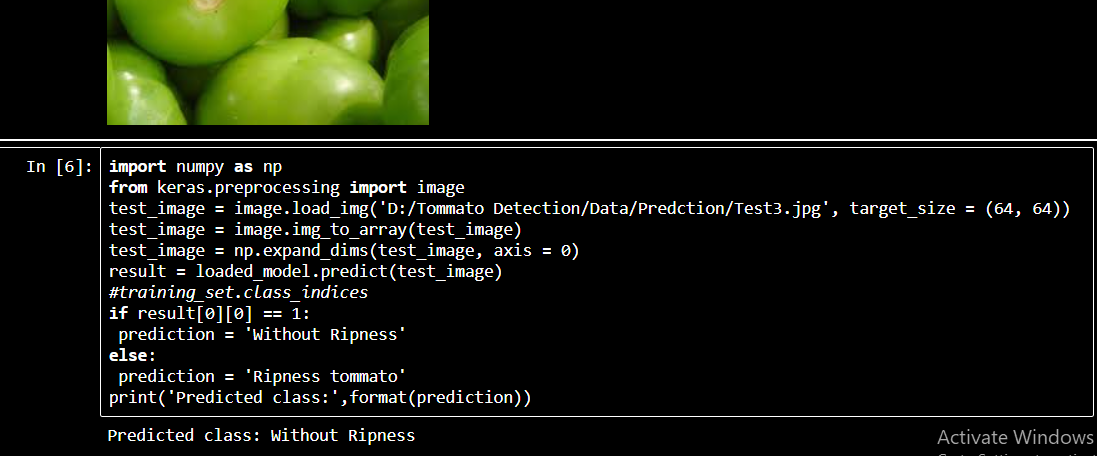 In [6]:
import numpy as np
from keras.preprocessing import image
test_image = image.load_img('D:/Tommato Detection/Data/Predction/Test3.jpg', target_size = (64, 64))
test_image = image.img_to_array(test_image)
test_image = np.expand_dims(test_image, axis = 0)
result = loaded_model.predict(test_image)
#training_set.class_indices
if result[0][0] == 1:
 prediction = 'Without Ripness'
else:
 prediction = 'Ripness tommato'
print('Predicted class:',format(prediction))
Predicted class: Without Ripness
Activate Windows